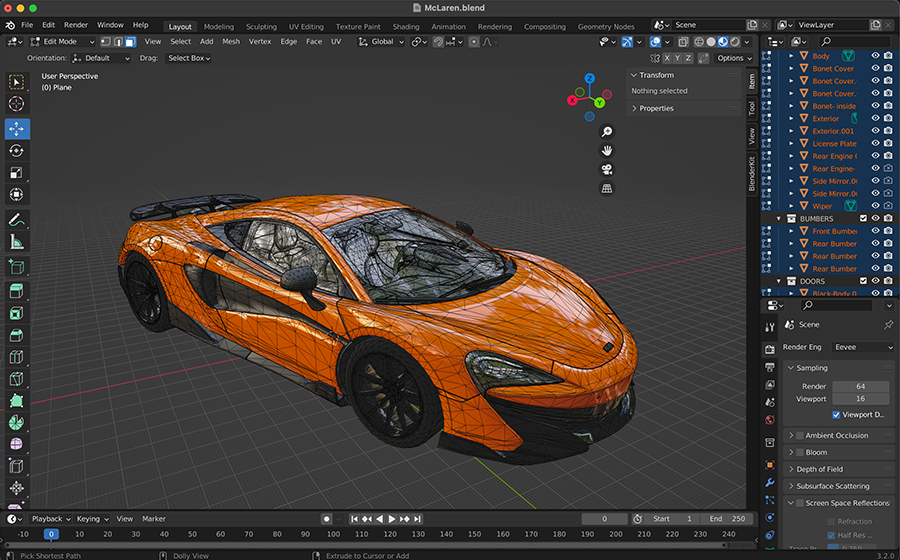 McLaren.blend
File Edit Render Window Help Layout Modeling Sculpting UV Editing Texture Paint Shading Animation Rendering Compositing Geometry Nodes Scene ViewLayer
Edit Mode View Select Add Mesh Vertex Edge Face UV Global
Orientation: Default Drag: Select Box X Y Z Options
User Perspective
(0) Plane
Transform
Nothing selected
Properties
Item
Tool
View
BlenderKit
Z
X
Y
Body
Bonet Cover
Bonet Cover.
Bonet Cover.
Bonet- inside
Exterior
Exterior.001
License Plate
Rear Engine
Rear Engine-
Side Mirror.0
Side Mirror.0
Wiper
BUMBERS
Front Bumber
Rear Bumber
Rear Bumber
Rear Bumber
DOORS
Black-Body
Scene
Render Eng Eevee
Sampling
Render 64
Viewport 16
Viewport D...
Ambient Occlusion
Bloom
Depth of Field
Subsurface Scattering
Screen Space Reflections
Refraction
Half Res ...
Playback Keying View Marker 0 Start 1 End 250
-10 0 10 20 30 40 50 60 70 80 90 100 110 120 130 140 150 160 170 180 190 200 210 220 230 240
Pick Shortest Path Dolly View Extrude to Cursor or Add 3.2.0